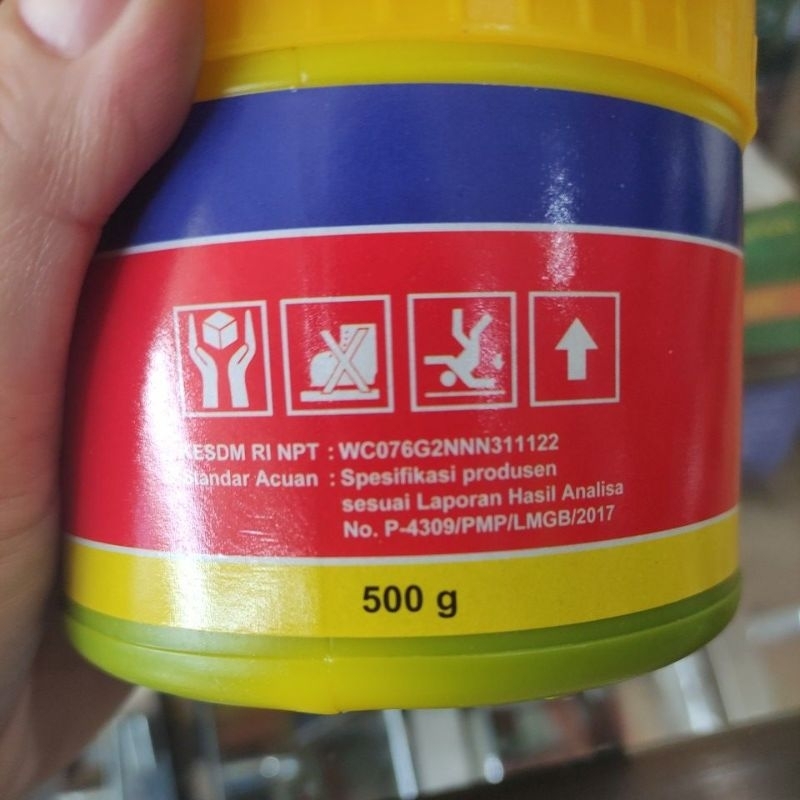 KESDM RI NPT : WC076G2NNN311122
Standar Acuan : Spesifikasi produsen
sesuai Laporan Hasil Analisa
No. P-4309/PMP/LMGB/2017
500 g